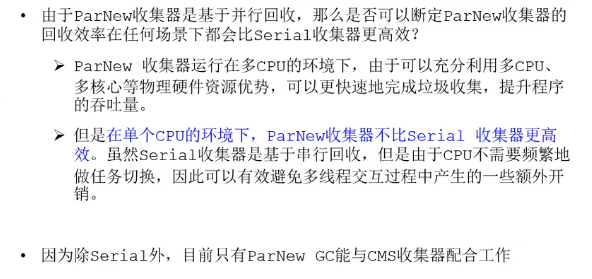 • 由于ParNew收集器是基于并行回收，那么是否可以断定ParNew收集器的
回收效率在任何场景下都会比Serial收集器更高效？
➢ ParNew 收集器运行在多CPU的环境下，由于可以充分利用多CPU、
多核心等物理硬件资源优势，可以更快速地完成垃圾收集，提升程序
的吞吐量。
➢ 但是在单个CPU的环境下，ParNew收集器不比Serial 收集器更高
效。虽然Serial收集器是基于串行回收，但是由于CPU不需要频繁地
做任务切换，因此可以有效避免多线程交互过程中产生的一些额外开
销。
• 因为除Serial外，目前只有ParNew GC能与CMS收集器配合工作